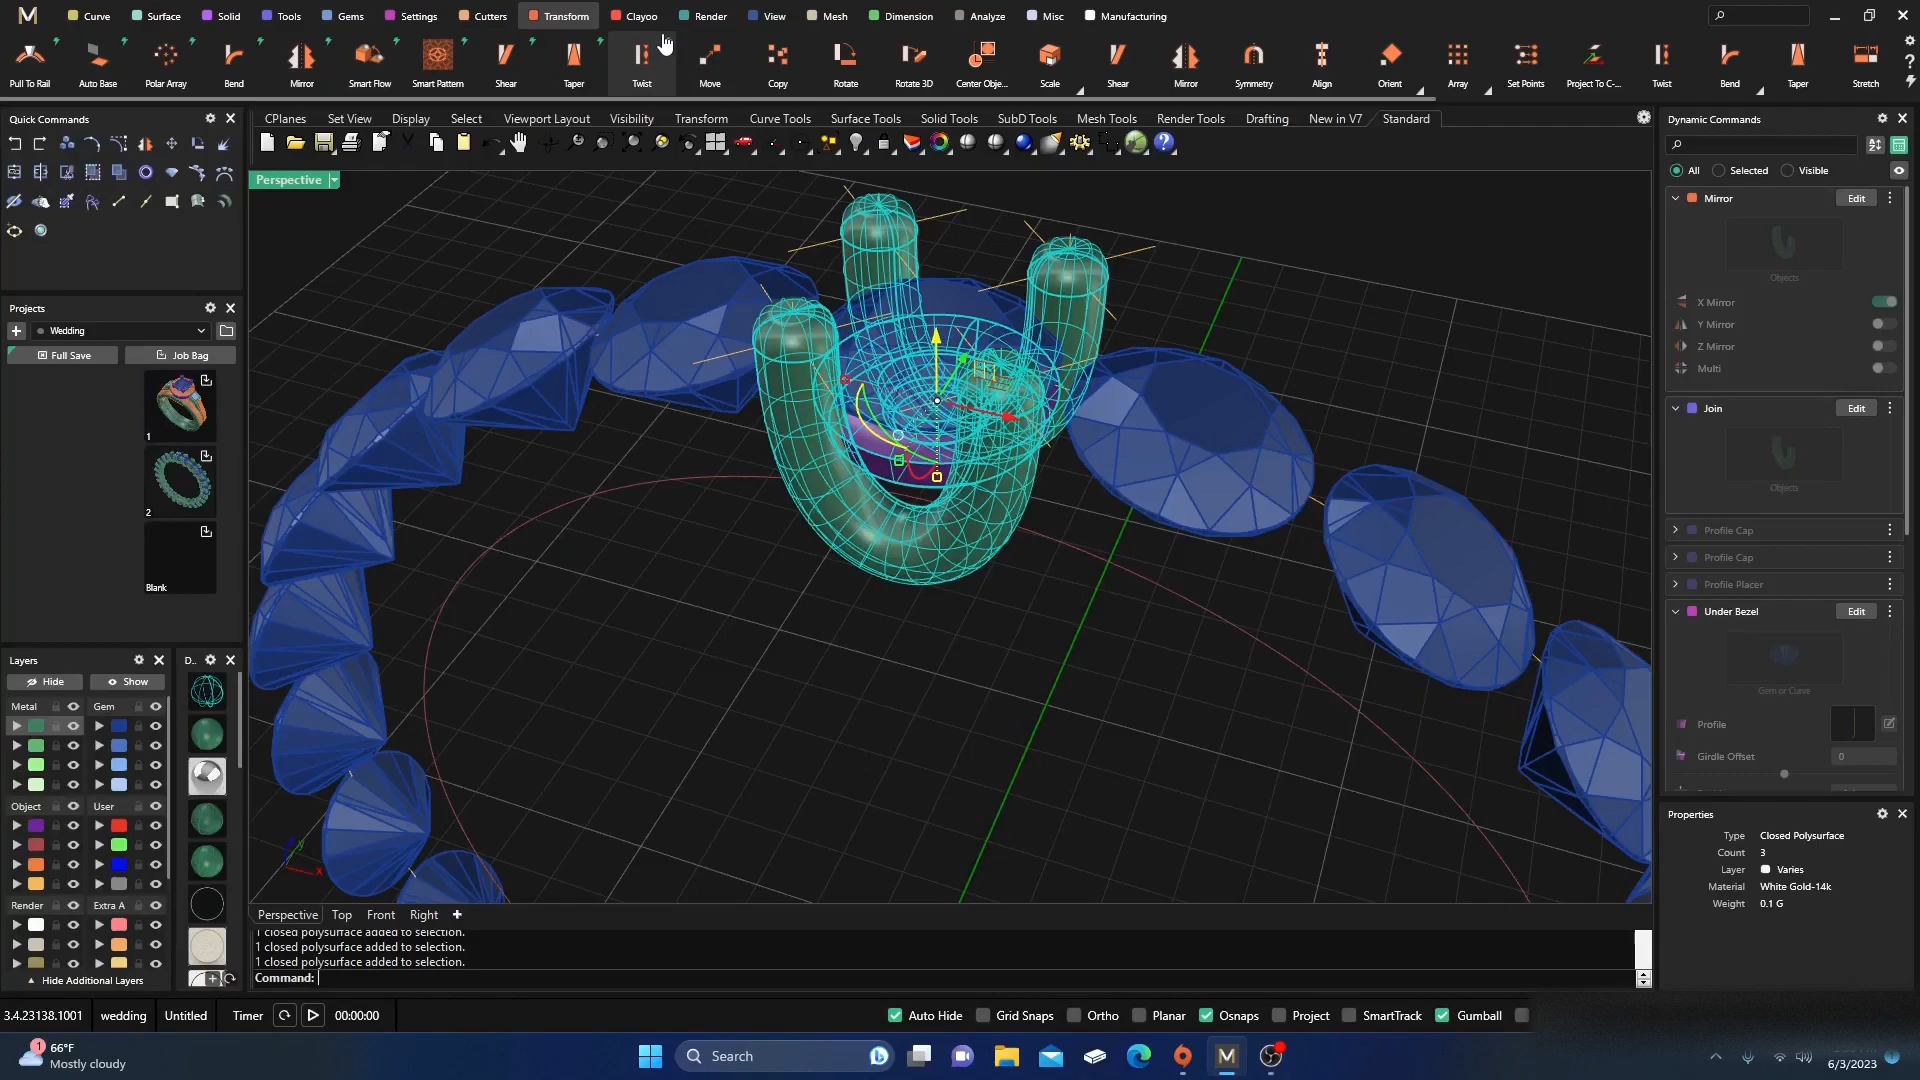 Curve
Surface
Solid
Tools
Gems
Settings
Cutters
Transform
Clayoo
Render
View
Mesh
Dimension
Analyze
Misc
Manufacturing
Pull To Rail
Auto Base
Polar Array
Bend
Mirror
Smart Flow
Smart Pattern
Shear
Taper
Twist
Move
Copy
Rotate
Rotate 3D
Center Obje...
Scale
Shear
Mirror
Symmetry
Align
Orient
Array
Set Points
Project To C-...
Twist
Bend
Taper
Stretch
Quick Commands
CPlanes
Set View
Display
Select
Viewport Layout
Visibility
Transform
Curve Tools
Surface Tools
Solid Tools
SubD Tools
Mesh Tools
Render Tools
Drafting
New in V7
Standard
Perspective
Projects
Wedding
Full Save
Job Bag
1
2
Blank
Layers
D..
Hide
Show
Metal
Gem
Object
User
Render
Extra A
Hide Additional Layers
Dynamic Commands
All
Selected
Visible
Mirror
Edit
Objects
X Mirror
Y Mirror
Z Mirror
Multi
Join
Edit
Objects
Profile Cap
Profile Cap
Profile Placer
Under Bezel
Edit
Gem or Curve
Profile
Girdle Offset
0
Properties
Type Closed Polysurface
Count 3
Layer Varies
Material White Gold-14k
Weight 0.1 G
z
y
x
Perspective
Top
Front
Right
1 closed polysurface added to selection.
1 closed polysurface added to selection.
1 closed polysurface added to selection.
Command:
3.4.23138.1001
wedding
Untitled
Timer
00:00:00
Auto Hide
Grid Snaps
Ortho
Planar
Osnaps
Project
SmartTrack
Gumball
1
66°F
Mostly cloudy
Search
6/3/2023